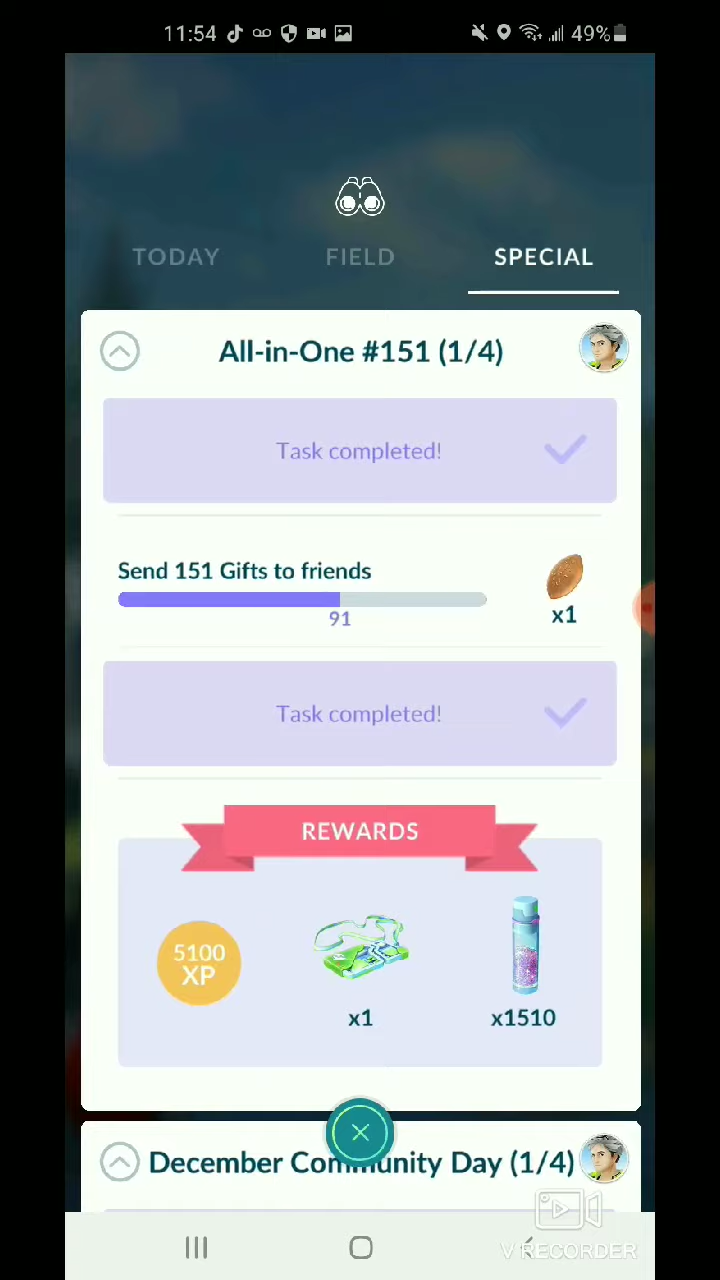 11:54 49%
TODAY FIELD SPECIAL
All-in-One #151 (1/4)
Task completed!
Send 151 Gifts to friends
91
x1
Task completed!
REWARDS
5100 XP
x1 x1510
December Community Day (1/4)
V RECORDER